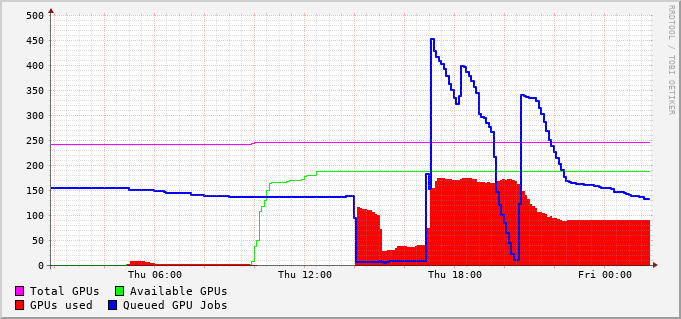 500
450
400
350
300
250
200
150
100
50
0
Thu 06:00 Thu 12:00 Thu 18:00 Fri 00:00
Total GPUs Available GPUs
GPUs used Queued GPU Jobs
RRDTOOL / TOBI OETIKER